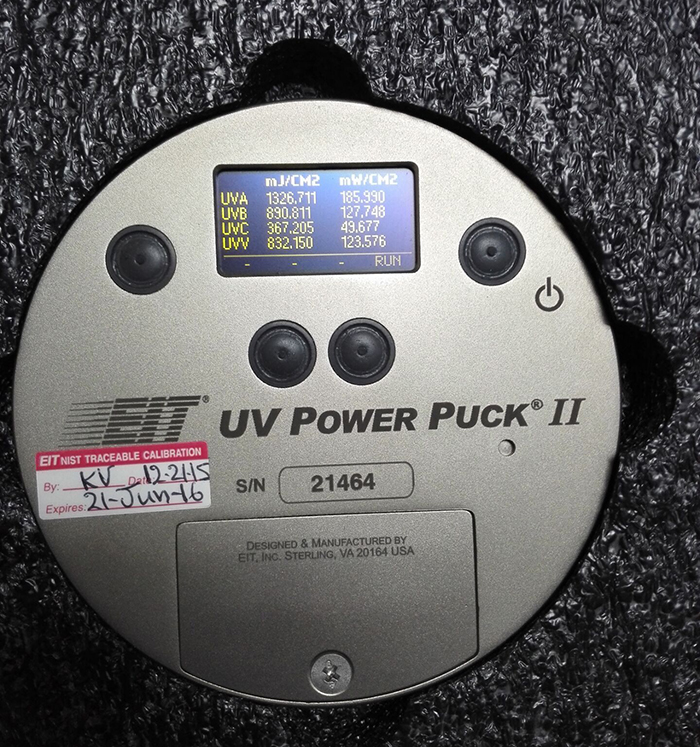 mJ/CM2 mW/CM2
UVA 1326,711 185,990
UVB 890,811 127,748
UVC 367,205 49,677
UVV 832,150 123,576
- - - RUN
EIT® UV POWER PUCK® II
EIT NIST TRACEABLE CALIBRATION
By: KV Date 12-21-15
Expires: 21-Jun-16
S/N 21464
DESIGNED & MANUFACTURED BY
EIT, INC. STERLING, VA 20164 USA